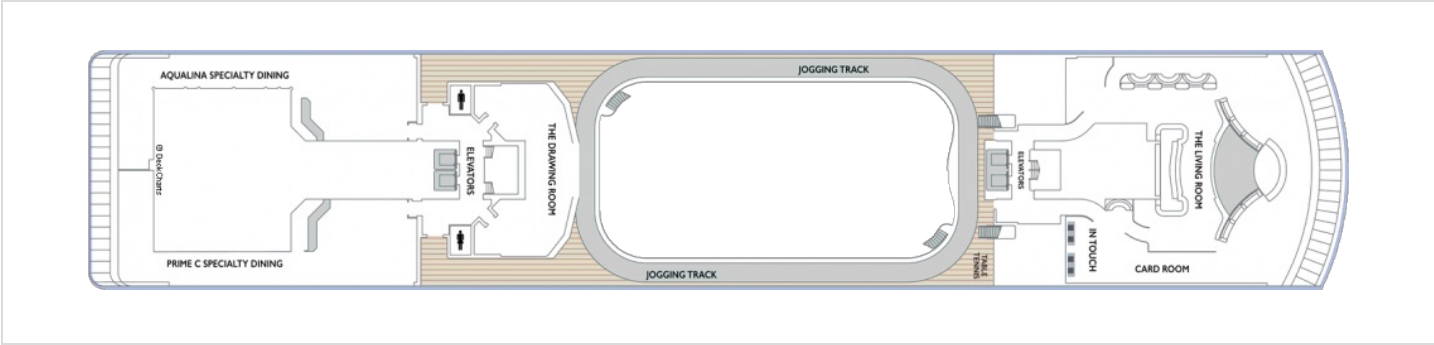 AQUALINA SPECIALTY DINING
© DeckCharts
PRIME C SPECIALTY DINING
ELEVATORS
THE DRAWING ROOM
JOGGING TRACK
JOGGING TRACK
TABLE
TENNIS
ELEVATORS
THE LIVING ROOM
IN TOUCH
CARD ROOM